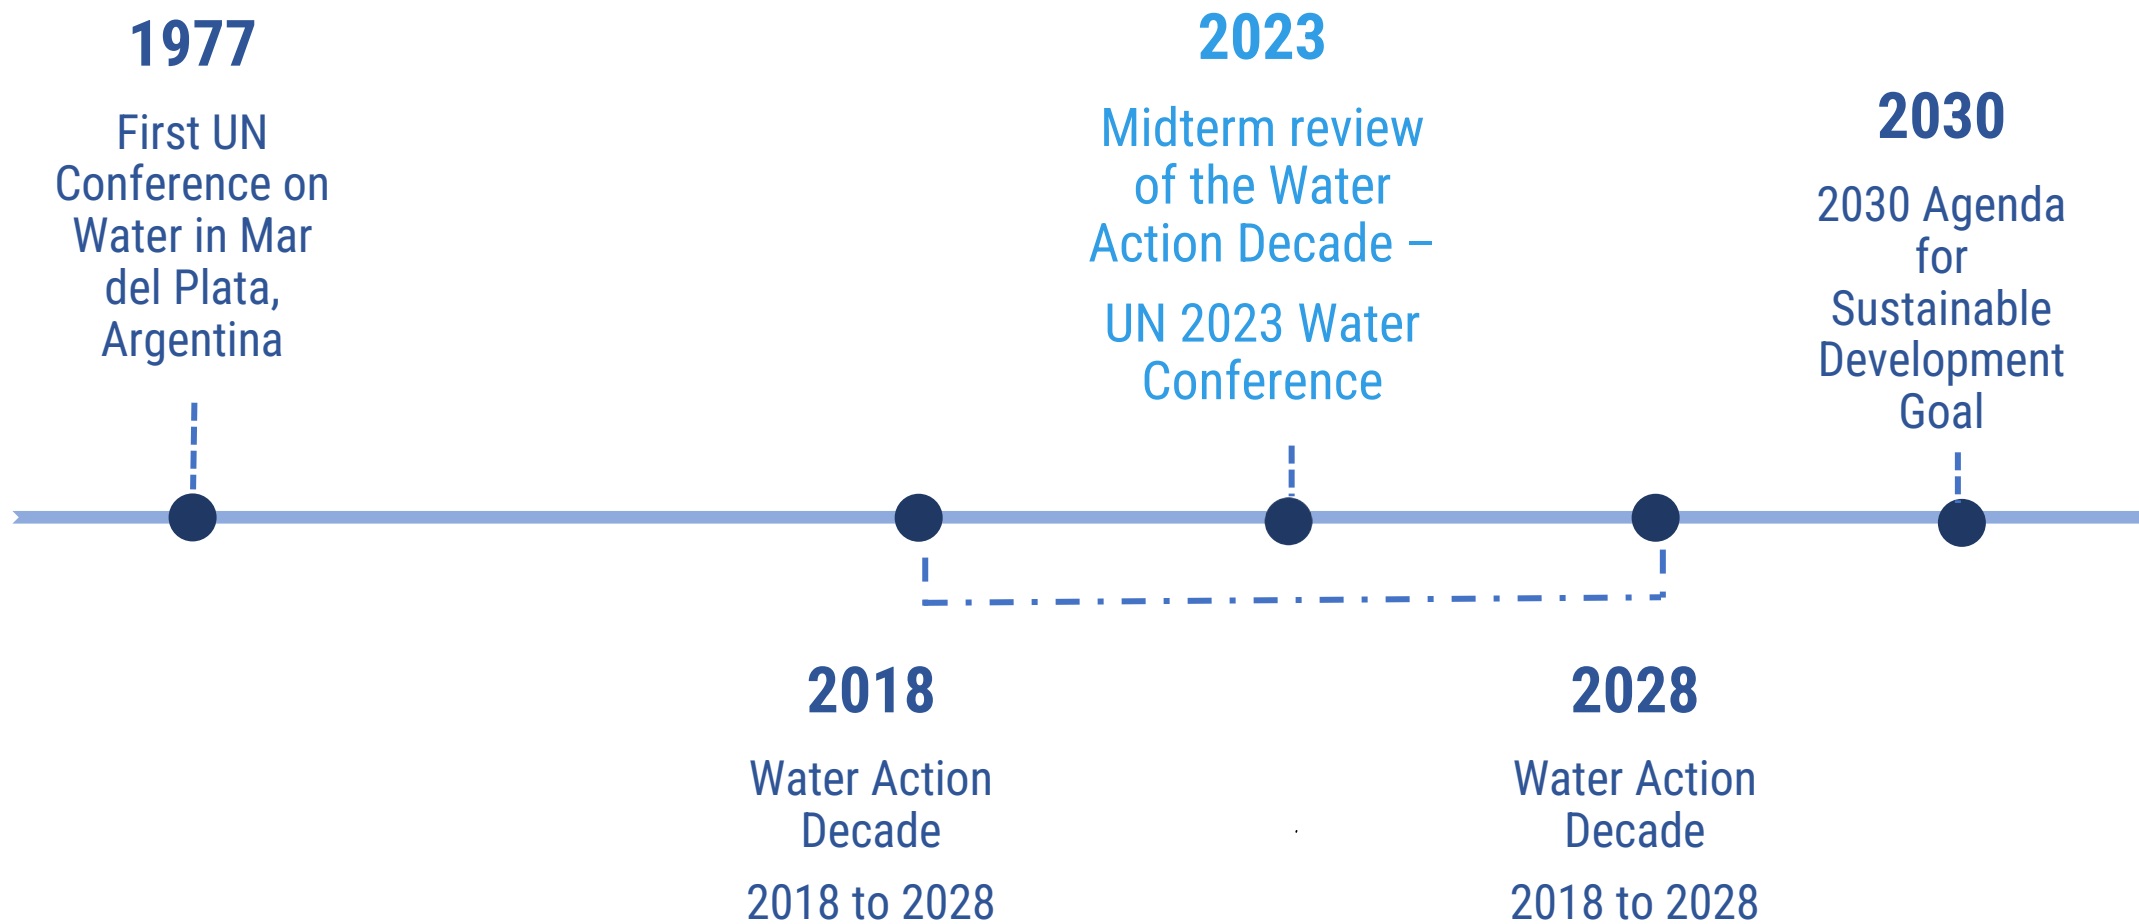 1977
First UN
Conference on
Water in Mar
del Plata,
Argentina
2023
Midterm review
of the Water
Action Decade –
UN 2023 Water
Conference
2030
2030 Agenda
for
Sustainable
Development
Goal
2018
Water Action
Decade
2018 to 2028
2028
Water Action
Decade
2018 to 2028